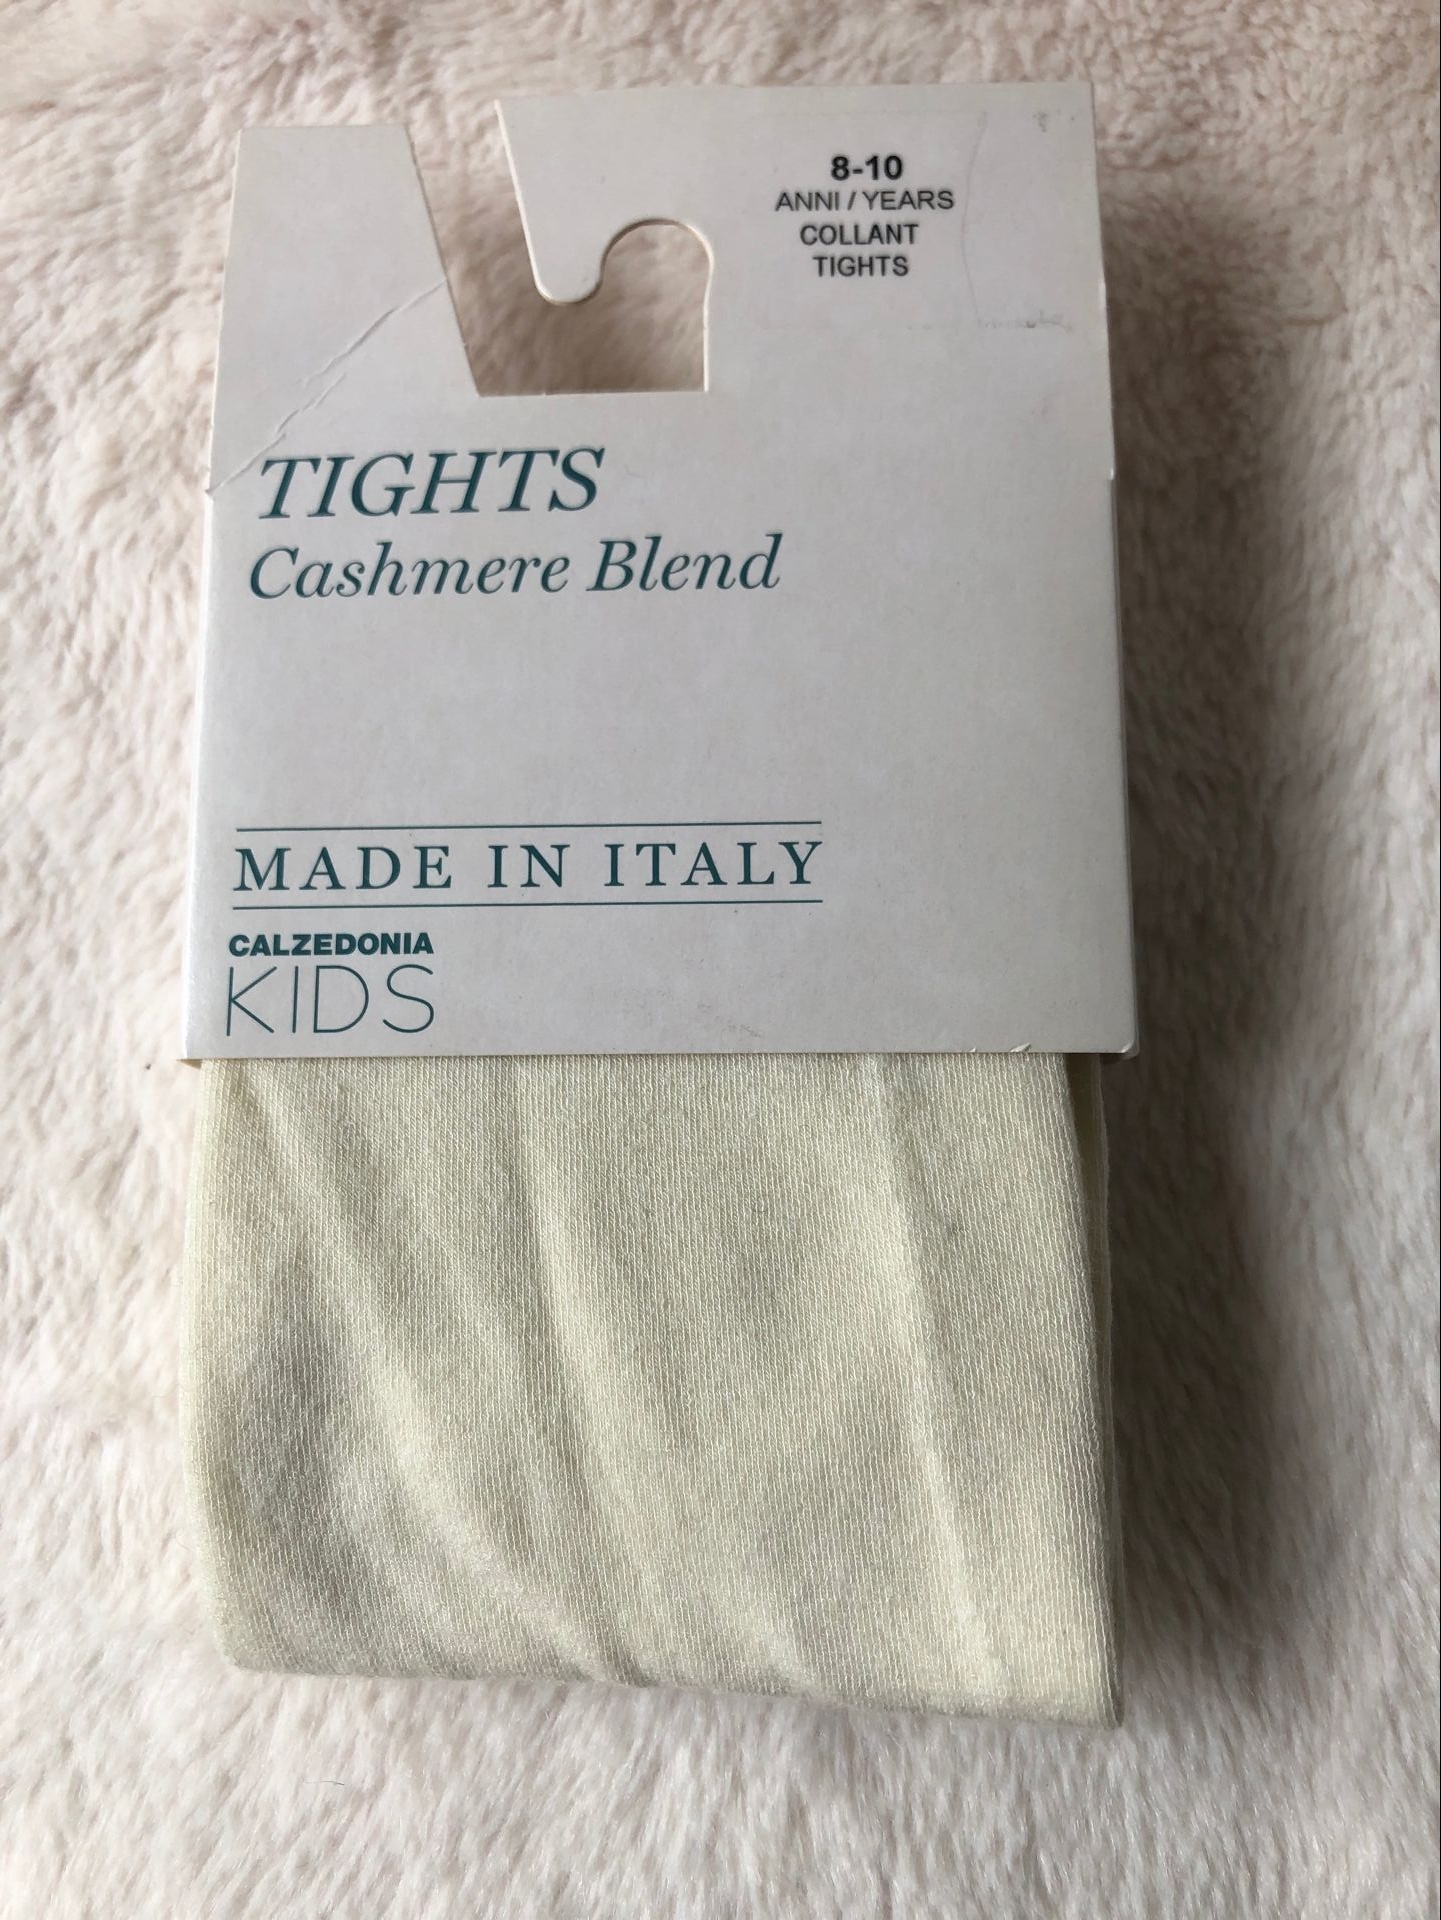 8-10
ANNI / YEARS
COLLANT
TIGHTS
TIGHTS
Cashmere Blend
MADE IN ITALY
CALZEDONIA
KIDS